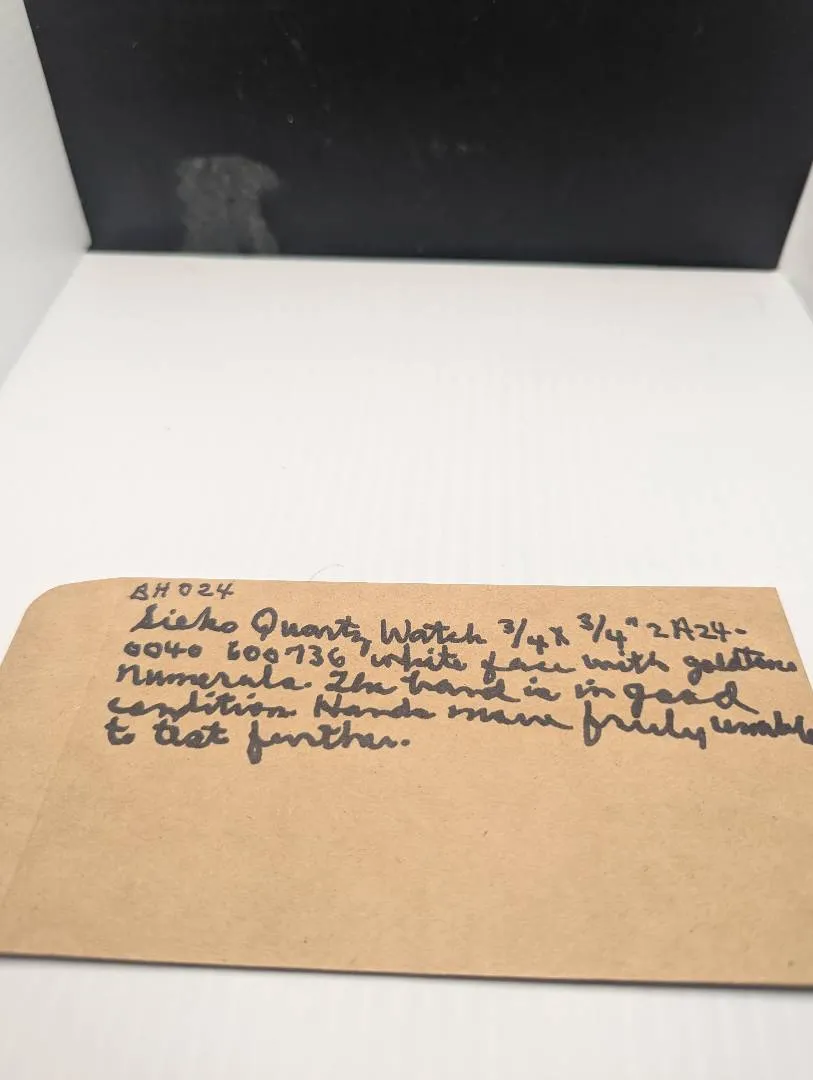 BH024
Sieko Quartz Watch 3/4 X 3/4" 2A24-
0040 600736 white face with goldtone
numerals. The band is in good
condition. Hands move freely unable
to test further.